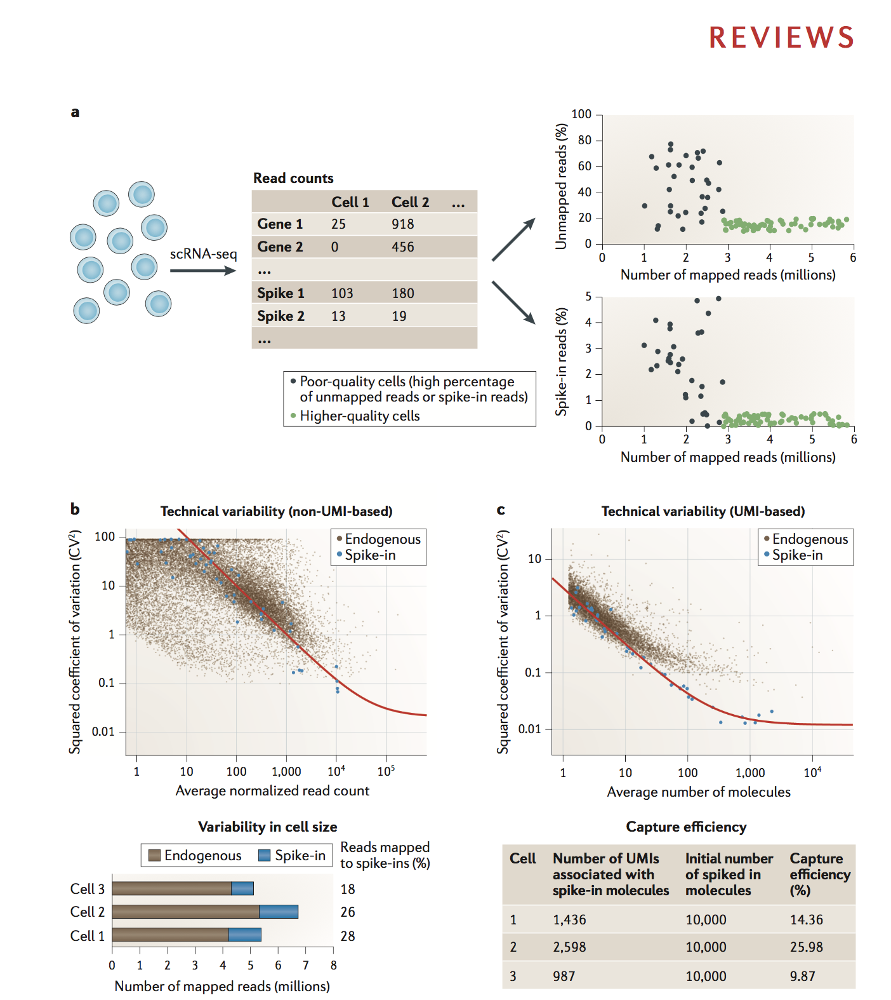 REVIEWS
a
scRNA-seq
Read counts
Cell 1 Cell 2 ...
Gene 1 25 918
Gene 2 0 456
...
Spike 1 103 180
Spike 2 13 19
...
Poor-quality cells (high percentage
of unmapped reads or spike-in reads)
Higher-quality cells
Unmapped reads (%)
100
80
60
40
20
0
0 1 2 3 4 5 6
Number of mapped reads (millions)
Spike-in reads (%)
5
4
3
2
1
0
0 1 2 3 4 5 6
Number of mapped reads (millions)
b
Technical variability (non-UMI-based)
Squared coefficient of variation (CV²)
100
10
1
0.1
0.01
Endogenous
Spike-in
1 10 100 1,000 10⁴ 10⁵
Average normalized read count
Variability in cell size
Endogenous Spike-in
Reads mapped
to spike-ins (%)
Cell 3 18
Cell 2 26
Cell 1 28
0 1 2 3 4 5 6 7 8
Number of mapped reads (millions)
c
Technical variability (UMI-based)
Squared coefficient of variation (CV²)
10
1
0.1
0.01
Endogenous
Spike-in
1 10 100 1,000 10⁴
Average number of molecules
Capture efficiency
Cell Number of UMIs Initial number Capture
associated with of spiked in efficiency
spike-in molecules molecules (%)
1 1,436 10,000 14.36
2 2,598 10,000 25.98
3 987 10,000 9.87